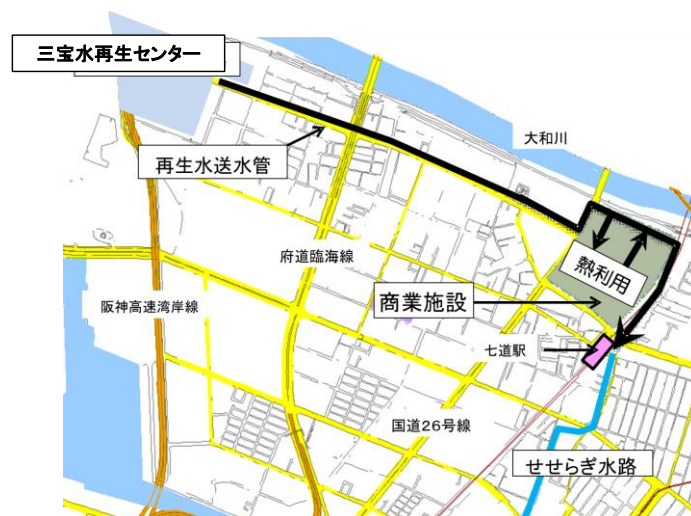 三宝水再生センター
大和川
再生水送水管
熱利用
府道臨海線
商業施設
阪神高速湾岸線
七道駅
国道26号線
せせらぎ水路